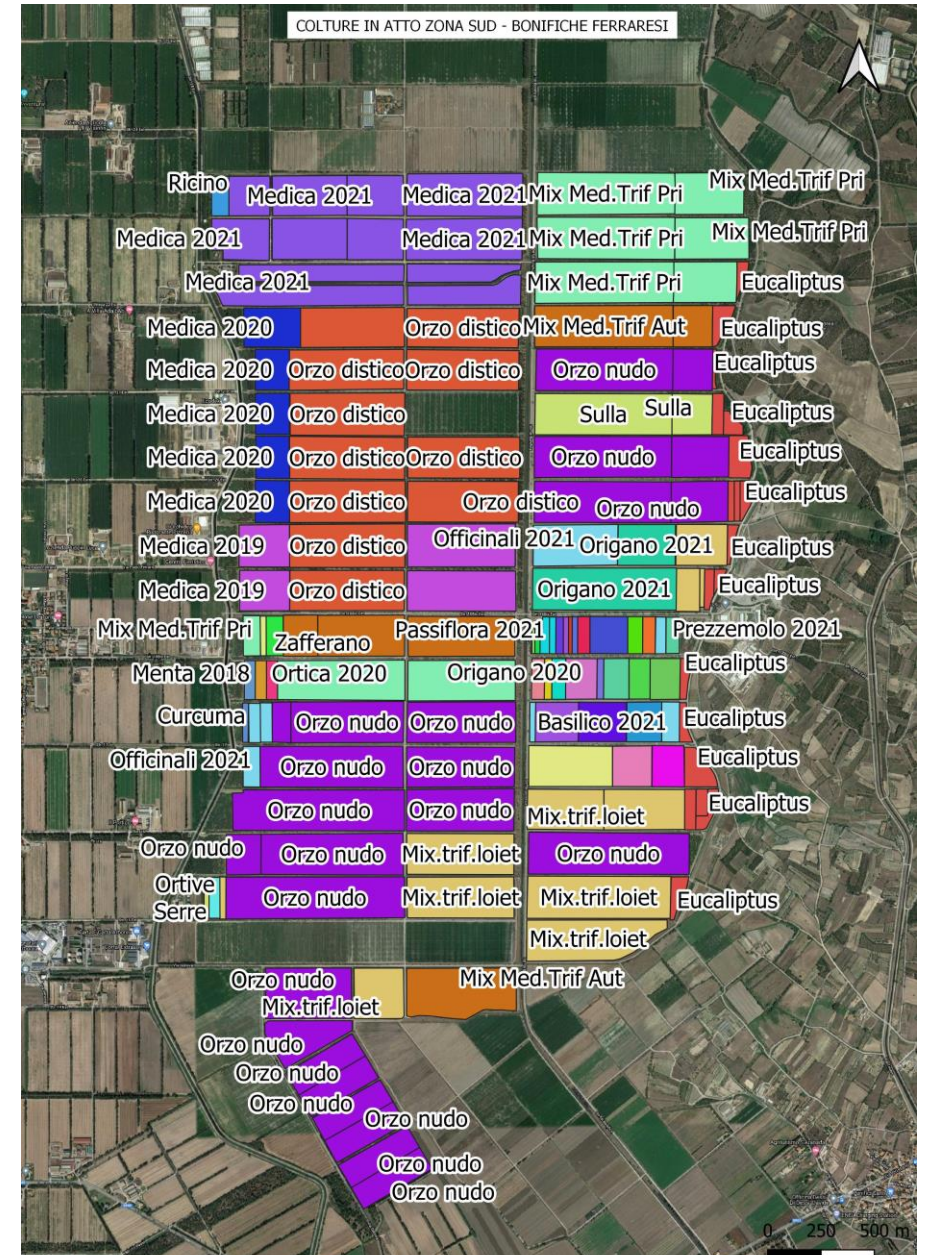 COLTURE IN ATTO ZONA SUD - BONIFICHE FERRARESI
Ricino
Medica 2021
Medica 2021
Mix Med.Trif Pri
Mix Med.Trif Pri
Medica 2021
Medica 2021
Mix Med.Trif Pri
Mix Med.Trif Pri
Medica 2021
Mix Med.Trif Pri
Eucaliptus
Medica 2020
Orzo distico
Mix Med.Trif Aut
Eucaliptus
Medica 2020
Orzo distico
Orzo distico
Orzo nudo
Eucaliptus
Medica 2020
Orzo distico
Sulla
Sulla
Eucaliptus
Medica 2020
Orzo distico
Orzo distico
Orzo nudo
Eucaliptus
Medica 2020
Orzo distico
Orzo distico
Orzo nudo
Eucaliptus
Medica 2019
Orzo distico
Officinali 2021
Origano 2021
Eucaliptus
Medica 2019
Orzo distico
Origano 2021
Eucaliptus
Mix Med.Trif Pri
Zafferano
Passiflora 2021
Prezzemolo 2021
Menta 2018
Ortica 2020
Origano 2020
Eucaliptus
Curcuma
Orzo nudo
Orzo nudo
Basilico 2021
Eucaliptus
Officinali 2021
Orzo nudo
Orzo nudo
Eucaliptus
Orzo nudo
Orzo nudo
Mix.trif.loiet
Eucaliptus
Orzo nudo
Orzo nudo
Mix.trif.loiet
Orzo nudo
Ortive
Serre
Orzo nudo
Mix.trif.loiet
Mix.trif.loiet
Eucaliptus
Mix.trif.loiet
Orzo nudo
Mix.trif.loiet
Mix Med.Trif Aut
Orzo nudo
Orzo nudo
Orzo nudo
Orzo nudo
Orzo nudo
Orzo nudo
0 250 500 m